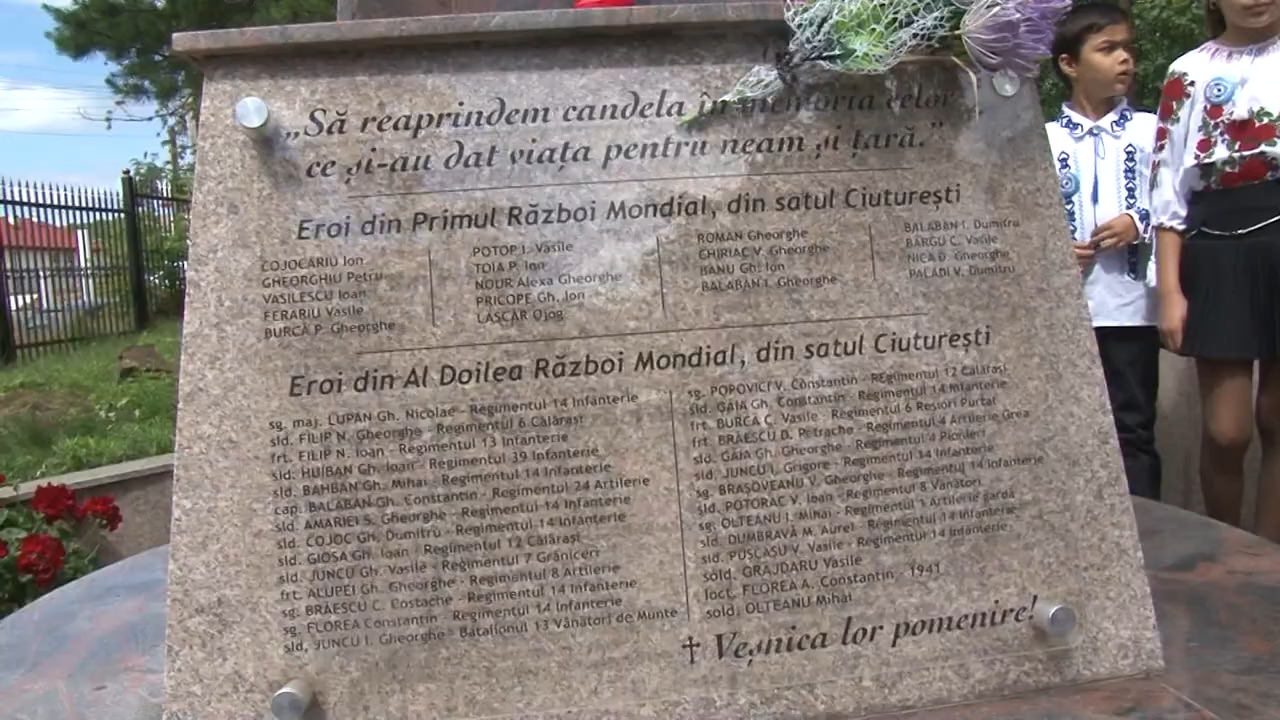 „Să reaprindem candela în memoria celor
ce și-au dat viața pentru neam și țară.”
Eroi din Primul Război Mondial, din satul Ciuturești
COJOCARIU Ion
GHEORGHIU Petru
VASILESCU Ioan
FERARIU Vasile
BURCĂ P. Gheorghe
POTOP I. Vasile
TOIA P. Ion
NOUR Alexa Gheorghe
PRICOPE Gh. Ion
LASCĂR Ojog
ROMAN Gheorghe
CHIRIAC V. Gheorghe
BANU Gh. Ion
BALABAN I. Gheorghe
BALABAN I. Dumitru
BÂRGU C. Vasile
NICA D. Gheorghe
PALADI V. Dumitru
Eroi din Al Doilea Război Mondial, din satul Ciuturești
sg. maj. LUPAN Gh. Nicolae - Regimentul 14 Infanterie
sld. FILIP N. Gheorghe - Regimentul 6 Călărași
frt. FILIP N. Ioan - Regimentul 13 Infanterie
sld. HUIBAN Gh. Ioan - Regimentul 39 Infanterie
sld. BAHBAN Gh. Mihai - Regimentul 14 Infanterie
cap. BALABAN Gh. Constantin - Regimentul 24 Artilerie
sld. AMARIEI S. Gheorghe - Regimentul 14 Infanterie
sld. COJOC Gh. Dumitru - Regimentul 14 Infanterie
sld. GIOSA Gh. Ioan - Regimentul 12 Călărași
sld. JUNCU Gh. Vasile - Regimentul 7 Grăniceri
frt. ALUPEI Gh. Gheorghe - Regimentul 8 Artilerie
sg. BRĂESCU C. Costache - Regimentul 14 Infanterie
sg. FLOREA Constantin - Regimentul 14 Infanterie
sld. JUNCU I. Gheorghe - Batalionul 13 Vânători de Munte
sg. POPOVICI V. Constantin - REgimentul 12 Călărași
sld. GAIA Gh. Constantin - Regimentul 14 Infanterie
frt. BURCĂ C. Vasile - Regimentul 6 Roșiori Purtat
frt. BRĂESCU D. Petrache - Regimentul 4 Artilerie Grea
sld. GAIA Gh. Gheorghe - Regimentul 4 Pionieri
sld. JUNCU I. Grigore - Regimentul 14 Infanterie
sg. BRAȘOVEANU V. Gheorghe - Regimentul 14 Infanterie
sld. POTORAC V. Ioan - Regimentul 8 Vânători
sg. OLTEANU I. Mihai - Regimentul 1 Artilerie gardă
sld. DUMBRAVĂ M. Aurel - Regimentul 14 Infanterie
sld. PUȘCAȘU V. Vasile - Regimentul 14 Infanterie
sold. GRAJDARU Vasile
loct. FLOREA A. Constantin - 1941
sold. OLTEANU Mihai
† Veșnica lor pomenire!